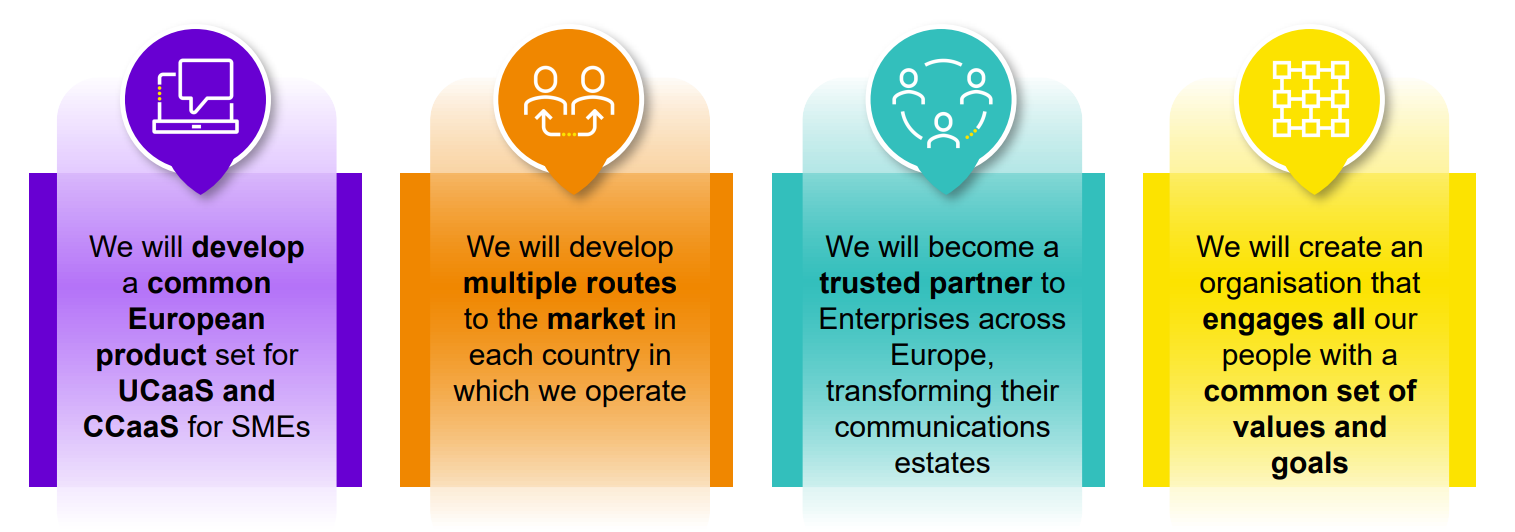 We will develop
a common
European
product set for
UCaaS and
CCaaS for SMEs
We will develop
multiple routes
to the market in
each country in
which we operate
We will become a
trusted partner to
Enterprises across
Europe,
transforming their
communications
estates
We will create an
organisation that
engages all our
people with a
common set of
values and
goals